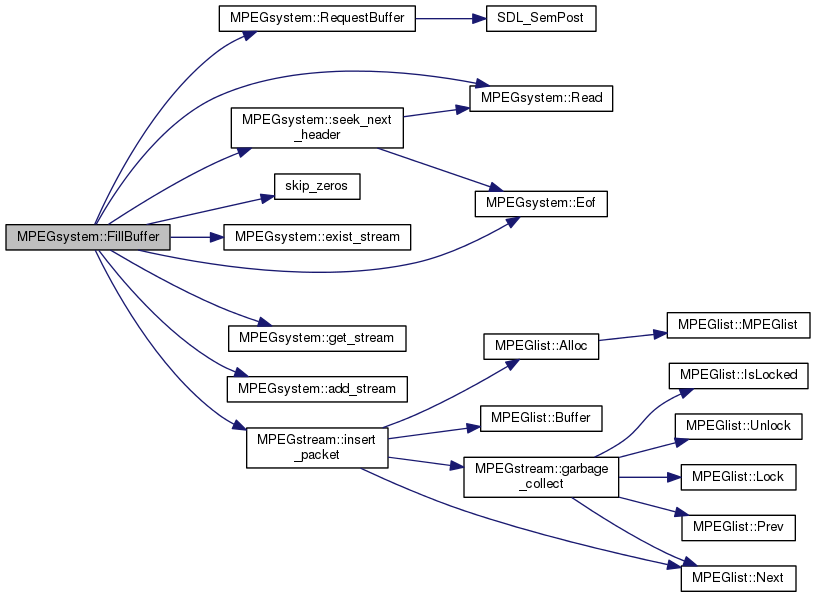 MPEGsystem::RequestBuffer
SDL_SemPost
MPEGsystem::Read
MPEGsystem::seek_next
_header
skip_zeros
MPEGsystem::Eof
MPEGsystem::FillBuffer
MPEGsystem::exist_stream
MPEGsystem::get_stream
MPEGlist::MPEGlist
MPEGlist::Alloc
MPEGsystem::add_stream
MPEGlist::IsLocked
MPEGlist::Buffer
MPEGlist::Unlock
MPEGstream::insert
_packet
MPEGstream::garbage
_collect
MPEGlist::Lock
MPEGlist::Prev
MPEGlist::Next